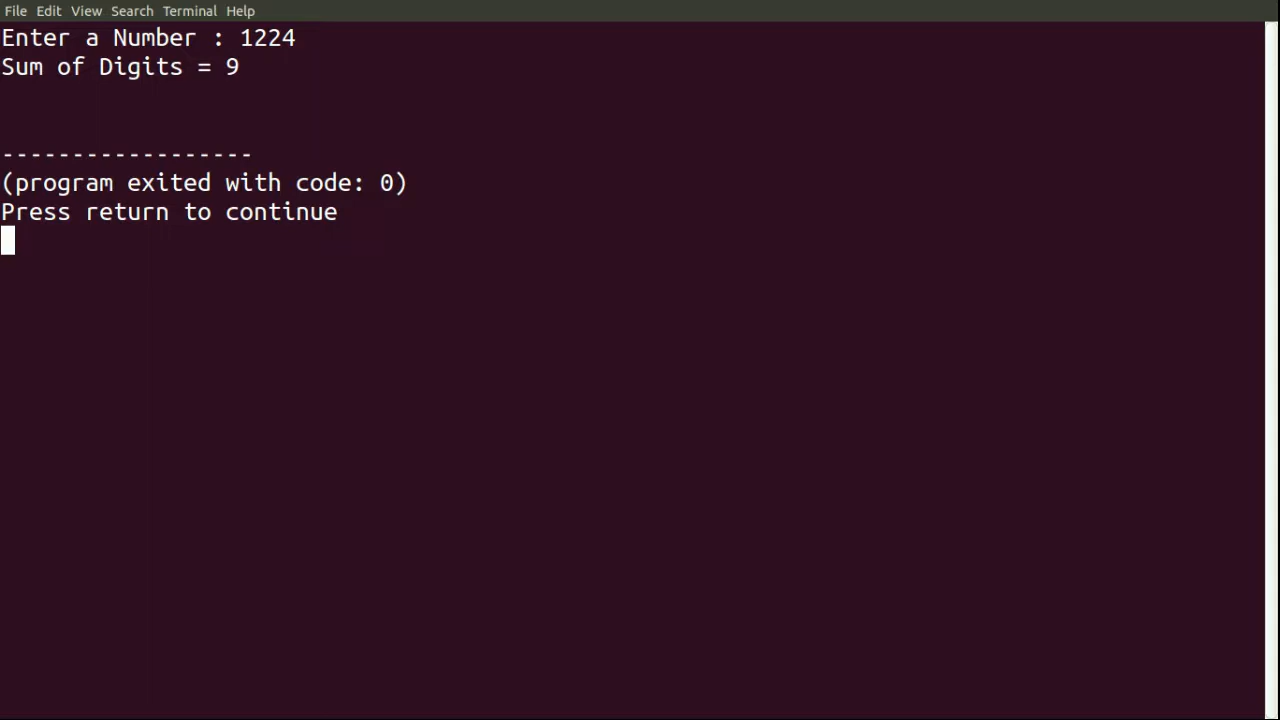 File Edit View Search Terminal Help
Enter a Number : 1224
Sum of Digits = 9
------------------
(program exited with code: 0)
Press return to continue